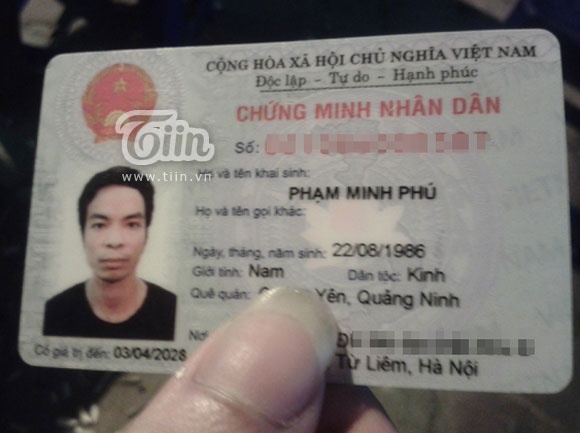 CỘNG HÒA XÃ HỘI CHỦ NGHĨA VIỆT NAM
Độc lập - Tự do - Hạnh phúc
CHỨNG MINH NHÂN DÂN
Số:
Tiin
www.tiin.vn
Họ và tên khai sinh:
PHẠM MINH PHÚ
Họ và tên gọi khác:
Ngày, tháng, năm sinh: 22/08/1986
Giới tính: Nam Dân tộc: Kinh
Quê quán: Yên, Quảng Ninh
Từ Liêm, Hà Nội
Có giá trị đến: 03/04/2028